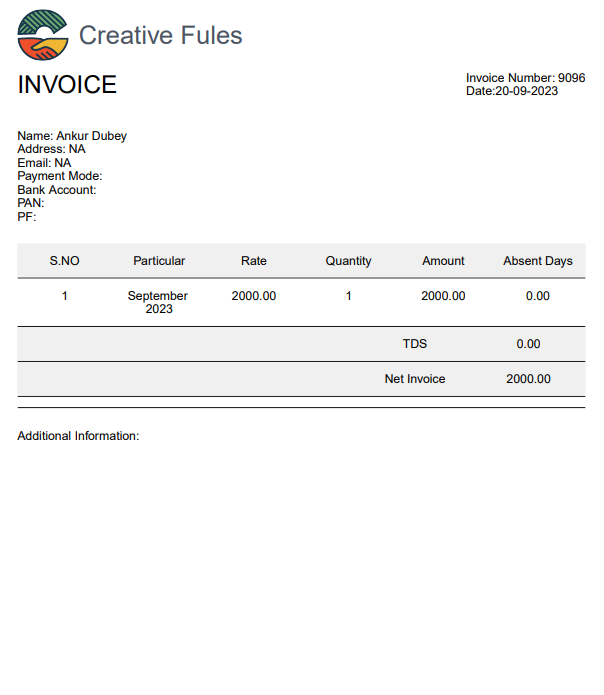 Creative Fules
INVOICE
Invoice Number: 9096
Date:20-09-2023
Name: Ankur Dubey
Address: NA
Email: NA
Payment Mode:
Bank Account:
PAN:
PF:
S.NO Particular Rate Quantity Amount Absent Days
1 September 2000.00 1 2000.00 0.00
2023
TDS 0.00
Net Invoice 2000.00
Additional Information: